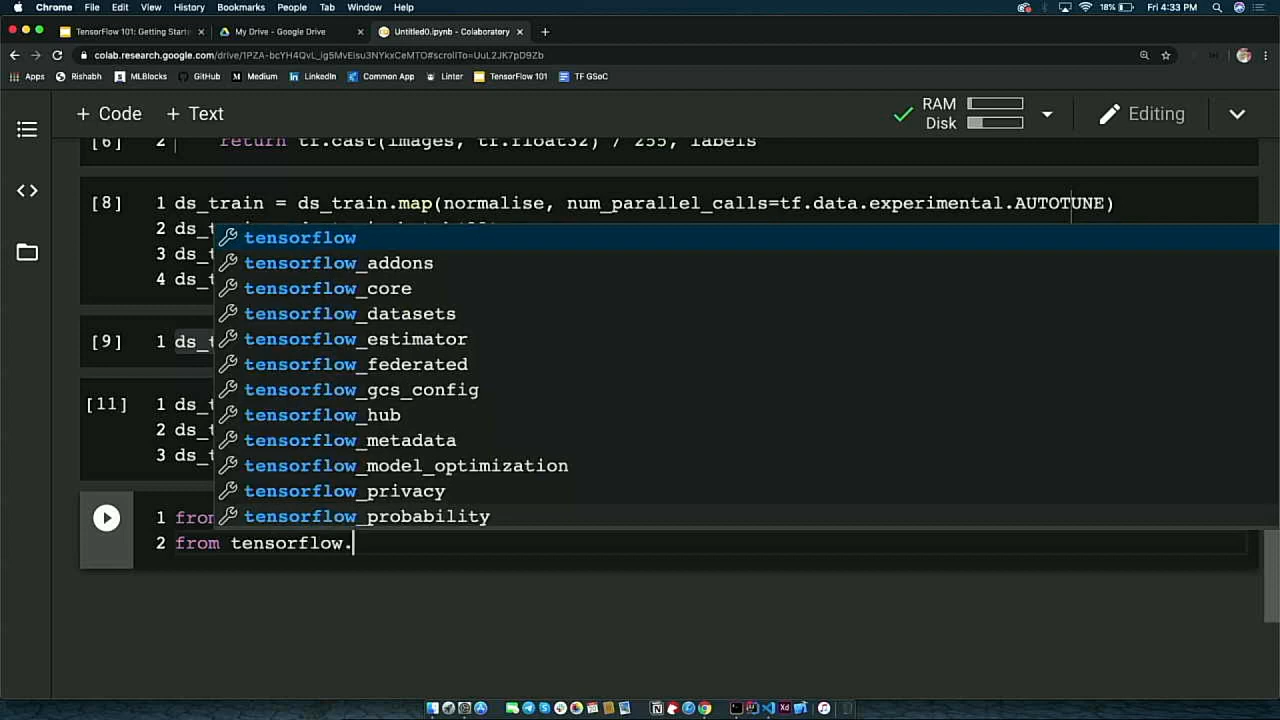 Chrome File Edit View History Bookmarks People Tab Window Help 18% Fri 4:33 PM
TensorFlow 101: Getting Start My Drive - Google Drive Untitled0.ipynb - Colaboratory
colab.research.google.com/drive/1PZA-bcYH4QvL_ig5MvEisu3NYkxCeMTO#scrollTo=UuL2JK7pD9Zb
Apps Rishabh MLBlocks GitHub Medium LinkedIn Common App Linter TensorFlow 101 TF GSoC
+ Code + Text RAM Disk Editing
[6] 2 return tf.cast(images, tf.float32) / 255, labels
[8] 1 ds_train = ds_train.map(normalise, num_parallel_calls=tf.data.experimental.AUTOTUNE)
2 ds_t
tensorflow
3 ds_t
tensorflow_addons
4 ds_t
tensorflow_core
tensorflow_datasets
[9] 1 ds_t
tensorflow_estimator
tensorflow_federated
tensorflow_gcs_config
[11] 1 ds_t
tensorflow_hub
2 ds_t
tensorflow_metadata
3 ds_t
tensorflow_model_optimization
tensorflow_privacy
tensorflow_probability
1 from
2 from tensorflow.